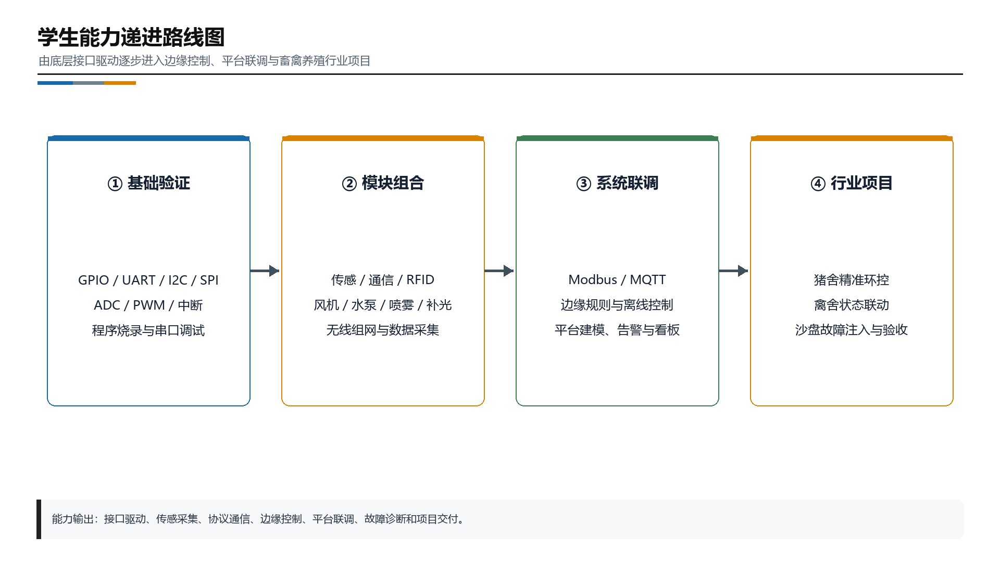 学生能力递进路线图
由底层接口驱动逐步进入边缘控制、平台联调与畜禽养殖行业项目
① 基础验证
GPIO / UART / I2C / SPI
ADC / PWM / 中断
程序烧录与串口调试
② 模块组合
传感 / 通信 / RFID
风机 / 水泵 / 喷雾 / 补光
无线组网与数据采集
③ 系统联调
Modbus / MQTT
边缘规则与离线控制
平台建模、告警与看板
④ 行业项目
猪舍精准环控
禽舍状态联动
沙盘故障注入与验收
能力输出：接口驱动、传感采集、协议通信、边缘控制、平台联调、故障诊断和项目交付。